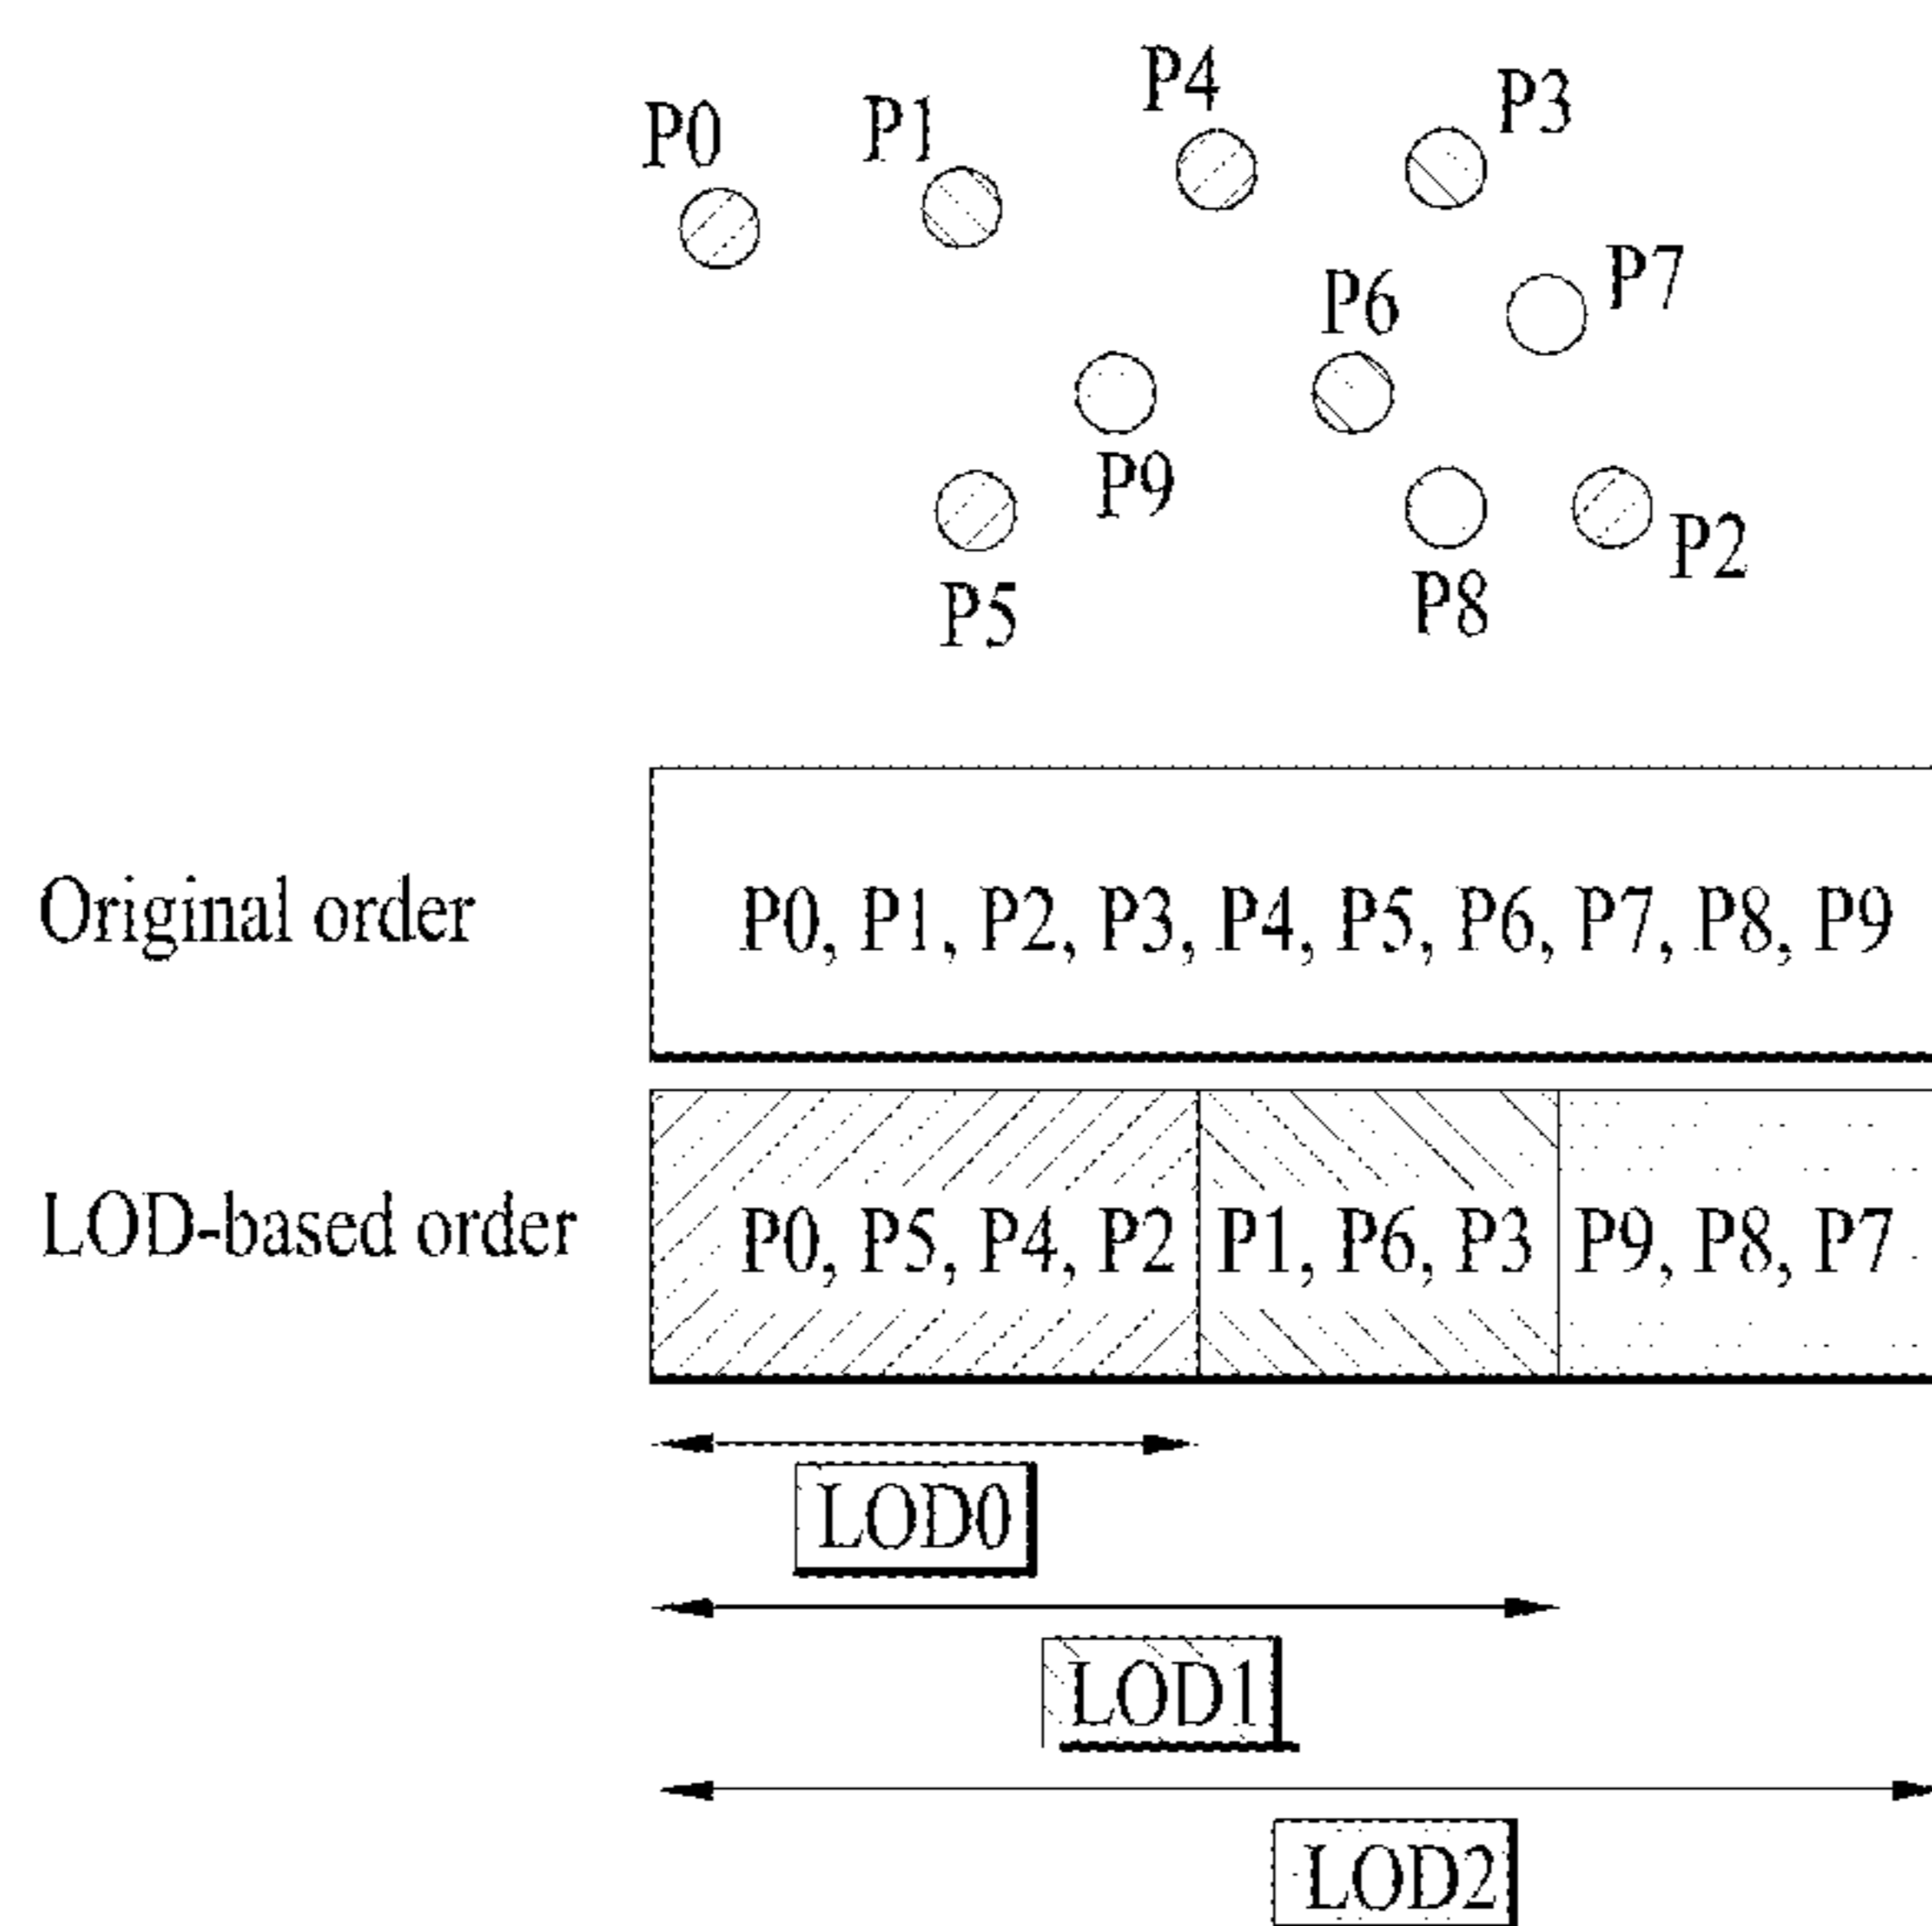 P4
P3
P0
P1
P7
P6
P9
P2
P8
P5
Original order
P0, P1, P2, P3, P4, P5, P6, P7, P8, P9
LOD-based order
P0, P5, P4, P2
P1, P6, P3
P9, P8, P7
LOD0
LOD1
LOD2